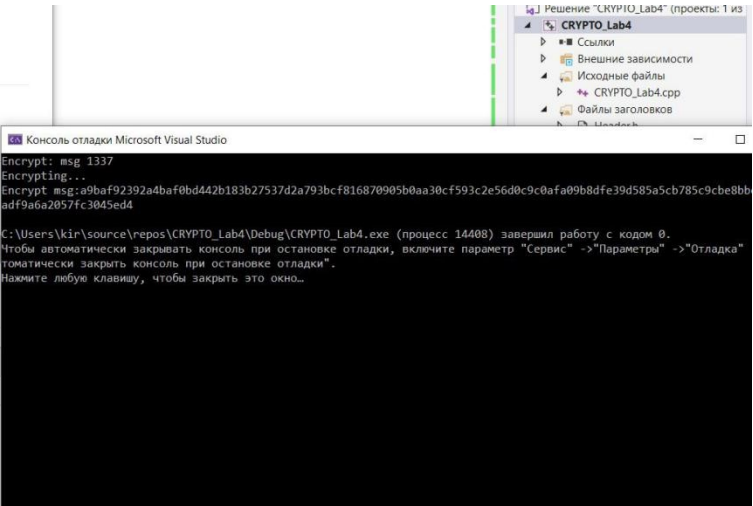 Решение "CRYPTO_Lab4" (проекты: 1 из
CRYPTO_Lab4
Ссылки
Внешние зависимости
Исходные файлы
CRYPTO_Lab4.cpp
Файлы заголовков
Header.h
Консоль отладки Microsoft Visual Studio
Encrypt: msg 1337
Encrypting...
Encrypt msg:a9baf92392a4baf0bd442b183b27537d2a793bcf816870905b0aa30cf593c2e56d0c9c0afa09b8dfe39d585a5cb785c9cbe8bb
adf9a6a2057fc3045ed4
C:\Users\kir\source\repos\CRYPTO_Lab4\Debug\CRYPTO_Lab4.exe (процесс 14408) завершил работу с кодом 0.
Чтобы автоматически закрывать консоль при остановке отладки, включите параметр "Сервис" ->"Параметры" ->"Отладка"
томатически закрыть консоль при остановке отладки".
Нажмите любую клавишу, чтобы закрыть это окно…